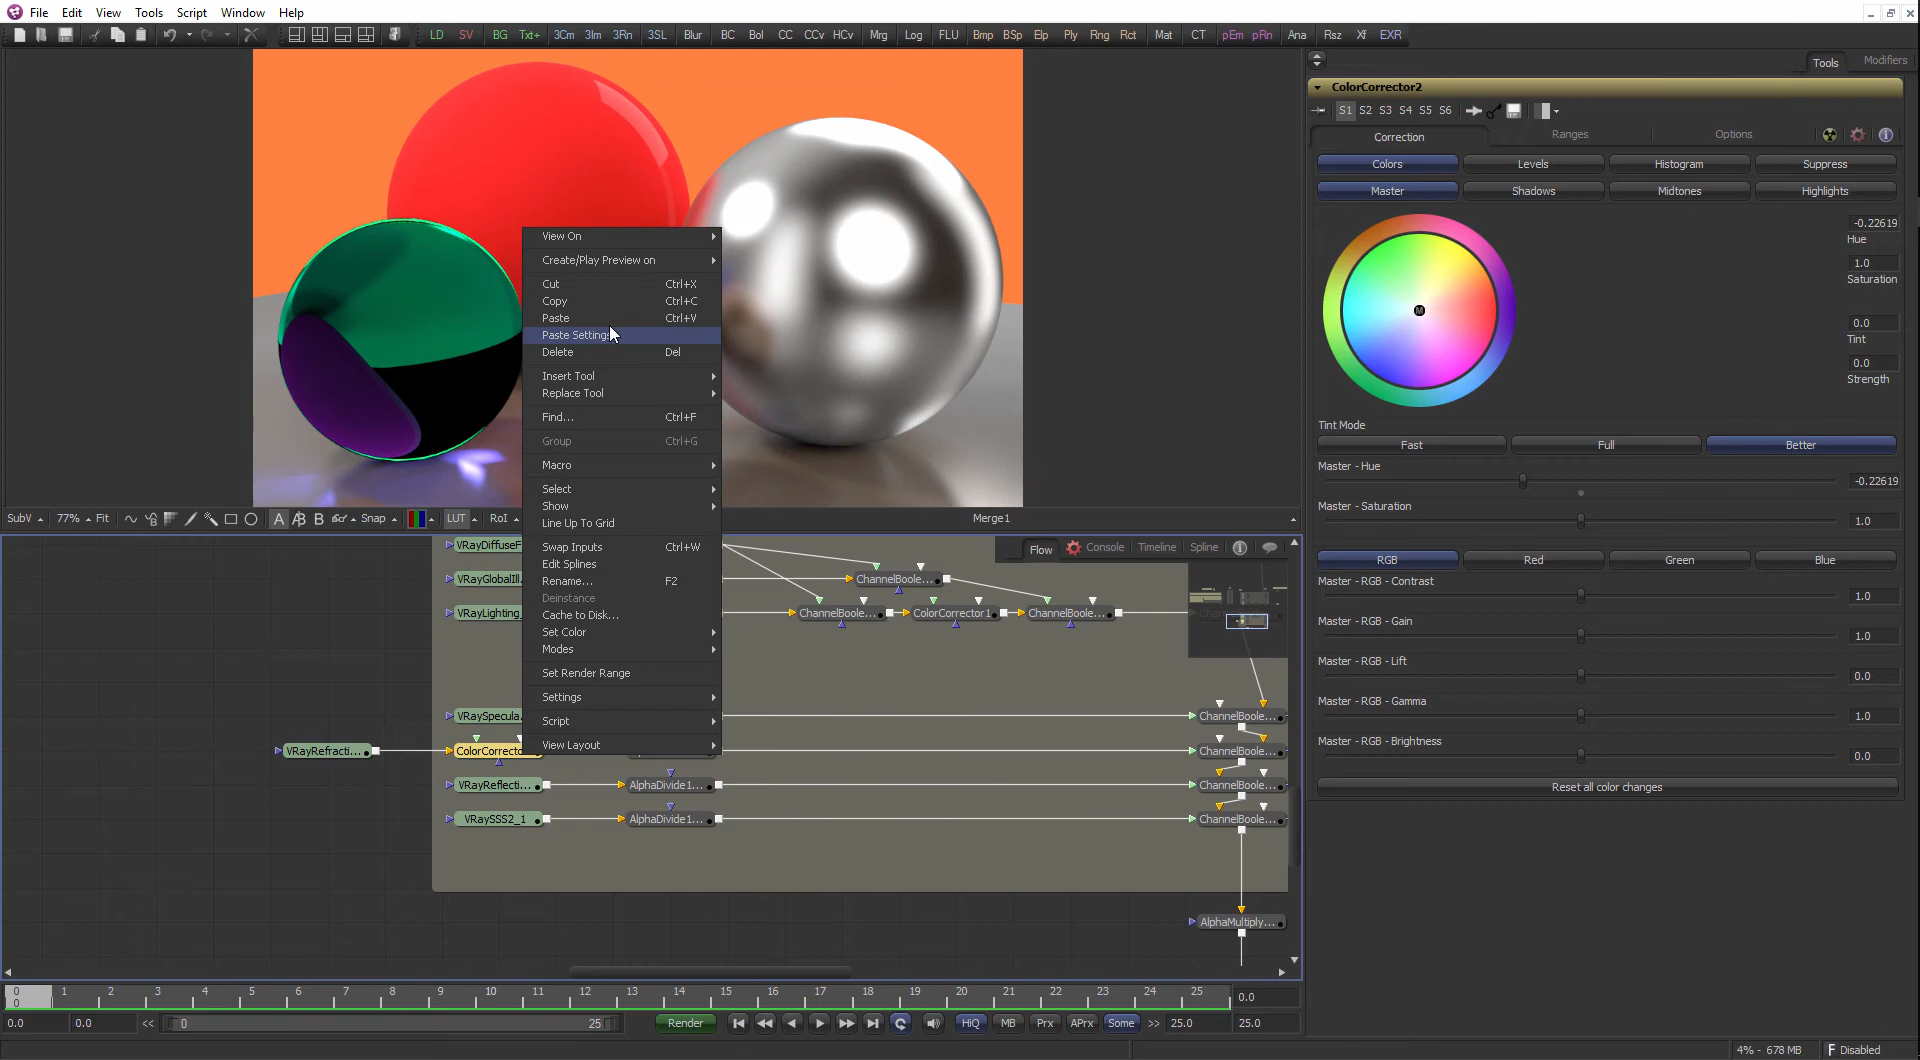 File Edit View Tools Script Window Help
LD SV BG Txt+ 3Cm 3Im 3Rn 3SL Blur BC Bol CC CCv HCv Mrg Log FLU Bmp BSp Elp Ply Rng Rct Mat CT pEm pRn Ana Rsz Xf EXR
Tools Modifiers
ColorCorrector2
S1 S2 S3 S4 S5 S6
Correction Ranges Options
Colors Levels Histogram Suppress
Master Shadows Midtones Highlights
-0.22619
Hue
1.0
Saturation
0.0
Tint
0.0
Strength
M
Tint Mode
Fast Full Better
Master - Hue
-0.22619
Master - Saturation
1.0
RGB Red Green Blue
Master - RGB - Contrast
1.0
Master - RGB - Gain
1.0
Master - RGB - Lift
0.0
Master - RGB - Gamma
1.0
Master - RGB - Brightness
0.0
Reset all color changes
View On
Create/Play Preview on
Cut Ctrl+X
Copy Ctrl+C
Paste Ctrl+V
Paste Settings
Delete Del
Insert Tool
Replace Tool
Find... Ctrl+F
Group Ctrl+G
Macro
Select
Show
Line Up To Grid
Swap Inputs Ctrl+W
Edit Splines
Rename... F2
Deinstance
Cache to Disk...
Set Color
Modes
Set Render Range
Settings
Script
View Layout
SubV 77% Fit A B Snap LUT RoI Merge1
Flow Console Timeline Spline
VRayDiffuseF
VRayGlobalIll ChannelBoole...
VRayLighting_ ChannelBoole... ColorCorrector1 ChannelBoole...
VRaySpecula. ChannelBoole...
VRayRefracti... ColorCorrecto ChannelBoole...
VRayReflecti... AlphaDivide1... ChannelBoole...
VRaySSS2_1 AlphaDivide1... ChannelBoole...
AlphaMultiply...
0 1 2 3 4 5 6 7 8 9 10 11 12 13 14 15 16 17 18 19 20 21 22 23 24 25
0 0.0
0.0 0.0 << 0 25 Render HiQ MB Prx APrx Some >> 25.0 25.0
4% - 678 MB F Disabled